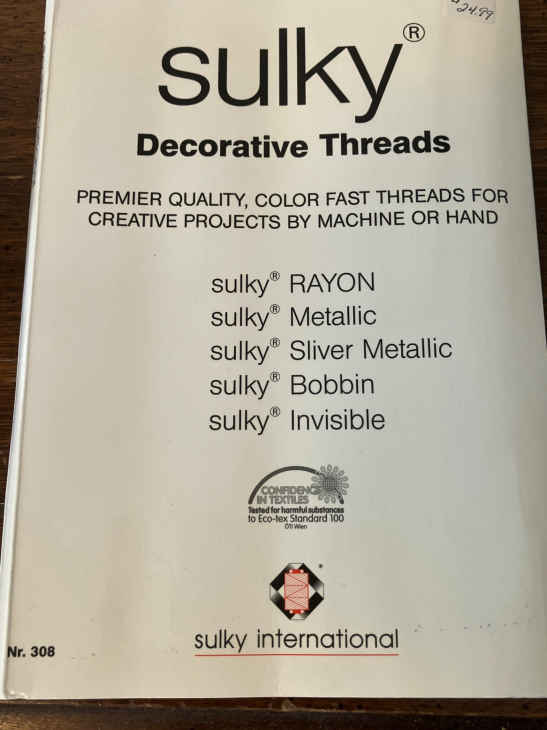 24.99
sulky®
Decorative Threads
PREMIER QUALITY, COLOR FAST THREADS FOR
CREATIVE PROJECTS BY MACHINE OR HAND
sulky® RAYON
sulky® Metallic
sulky® Sliver Metallic
sulky® Bobbin
sulky® Invisible
CONFIDENCE
IN TEXTILES
Tested for harmful substances
to Eco-tex Standard 100
ÖTI Wien
sulky international
Nr. 308